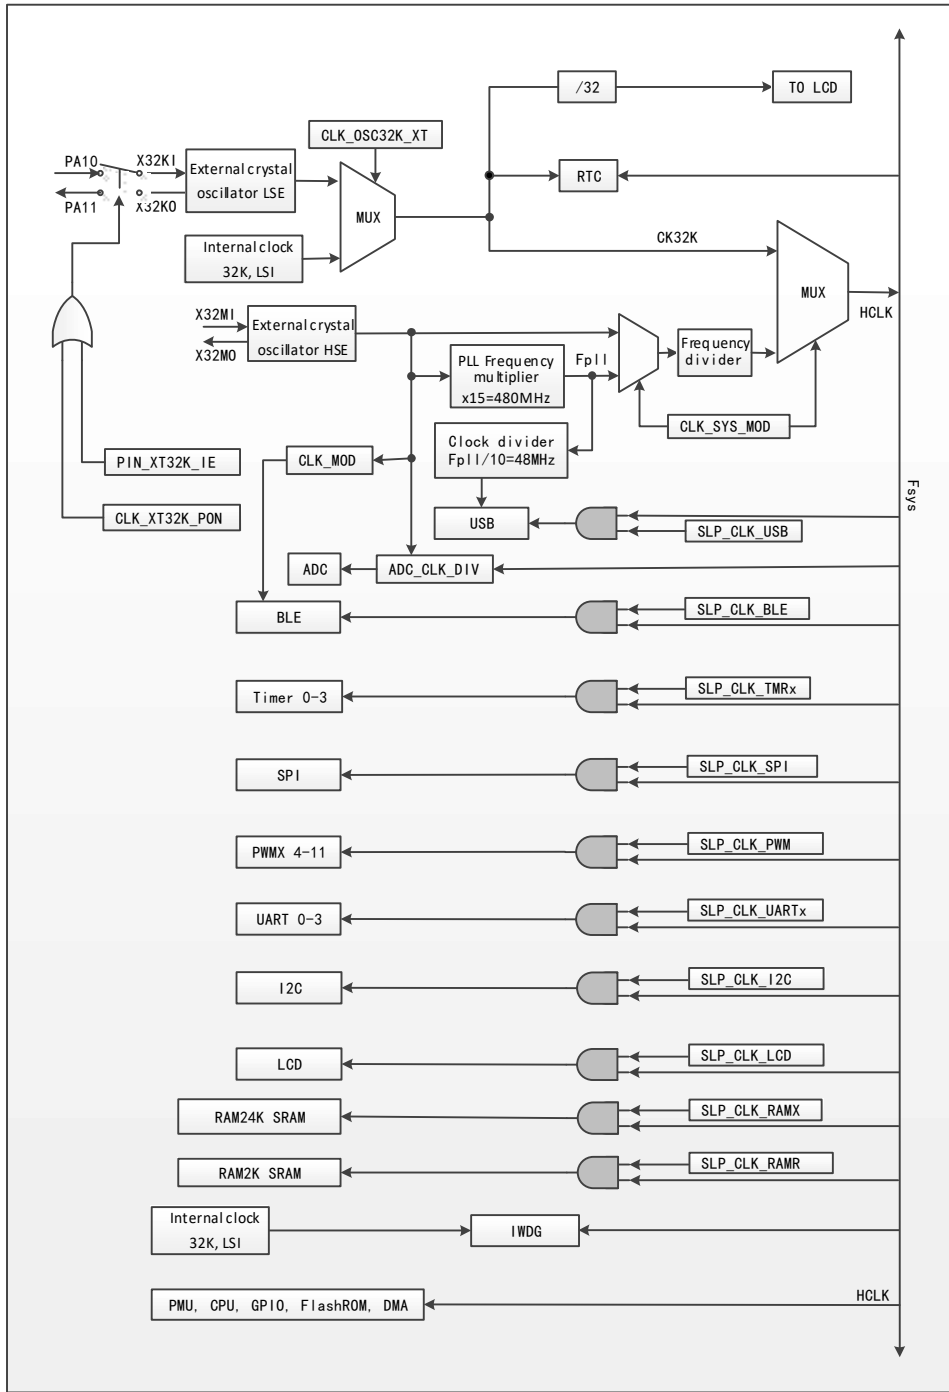 /32
TO LCD
CLK_OSC32K_XT
PA10
X32KI
External crystal
oscillator LSE
RTC
PA11
X32KO
MUX
CK32K
Internal clock
32K, LSI
MUX
HCLK
X32MI
External crystal
oscillator HSE
X32MO
PLL Frequency
multiplier
x15=480MHz
Fpll
Frequency
divider
CLK_SYS_MOD
Clock divider
Fpll/10=48MHz
CLK_MOD
PIN_XT32K_IE
Fsys
CLK_XT32K_PON
USB
SLP_CLK_USB
ADC
ADC_CLK_DIV
BLE
SLP_CLK_BLE
Timer 0-3
SLP_CLK_TMRx
SPI
SLP_CLK_SPI
PWMX 4-11
SLP_CLK_PWM
UART 0-3
SLP_CLK_UARTx
I2C
SLP_CLK_I2C
LCD
SLP_CLK_LCD
RAM24K SRAM
SLP_CLK_RAMX
RAM2K SRAM
SLP_CLK_RAMR
Internal clock
32K, LSI
IWDG
PMU, CPU, GPIO, FlashROM, DMA
HCLK